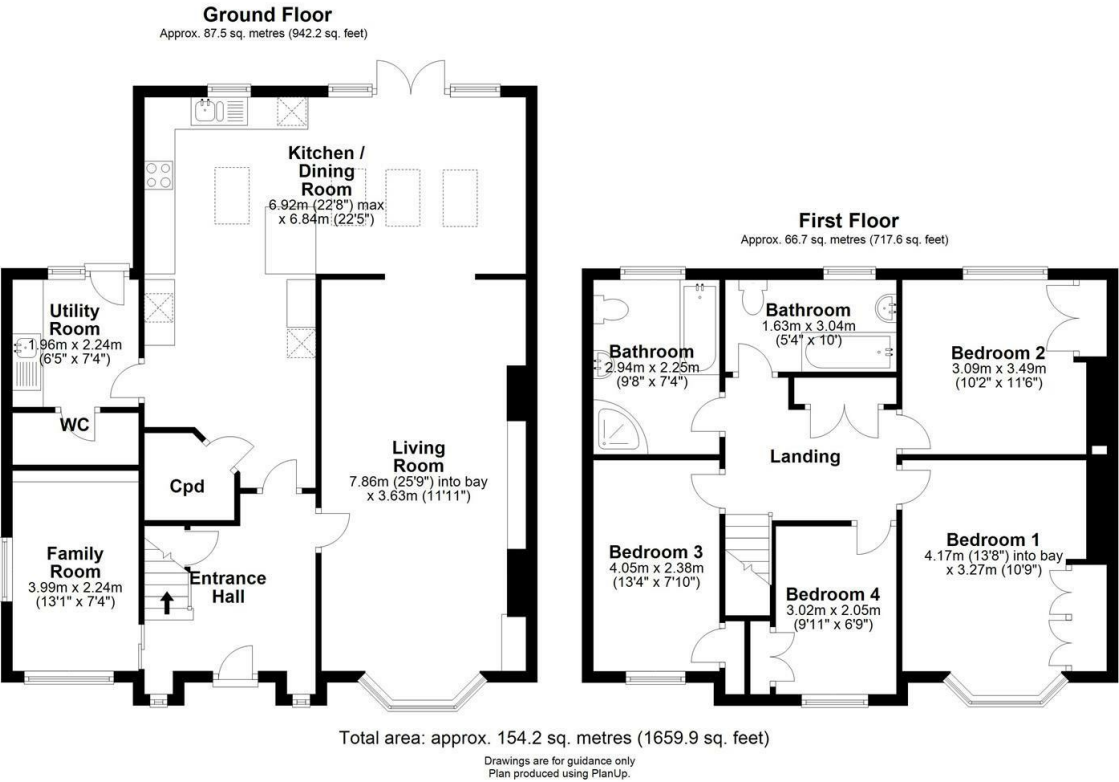 Ground Floor
Approx. 87.5 sq. metres (942.2 sq. feet)
Kitchen /
Dining
Room
6.92m (22'8") max
x 6.84m (22'5")
Utility
Room
1.96m x 2.24m
(6'5" x 7'4")
WC
Cpd
Living
Room
7.86m (25'9") into bay
x 3.63m (11'11")
Family
Room
3.99m x 2.24m
(13'1" x 7'4")
Entrance
Hall
First Floor
Approx. 66.7 sq. metres (717.6 sq. feet)
Bathroom
2.94m x 2.25m
(9'8" x 7'4")
Bathroom
1.63m x 3.04m
(5'4" x 10')
Bedroom 2
3.09m x 3.49m
(10'2" x 11'6")
Landing
Bedroom 3
4.05m x 2.38m
(13'4" x 7'10")
Bedroom 4
3.02m x 2.05m
(9'11" x 6'9")
Bedroom 1
4.17m (13'8") into bay
x 3.27m (10'9")
Total area: approx. 154.2 sq. metres (1659.9 sq. feet)
Drawings are for guidance only
Plan produced using PlanUp.